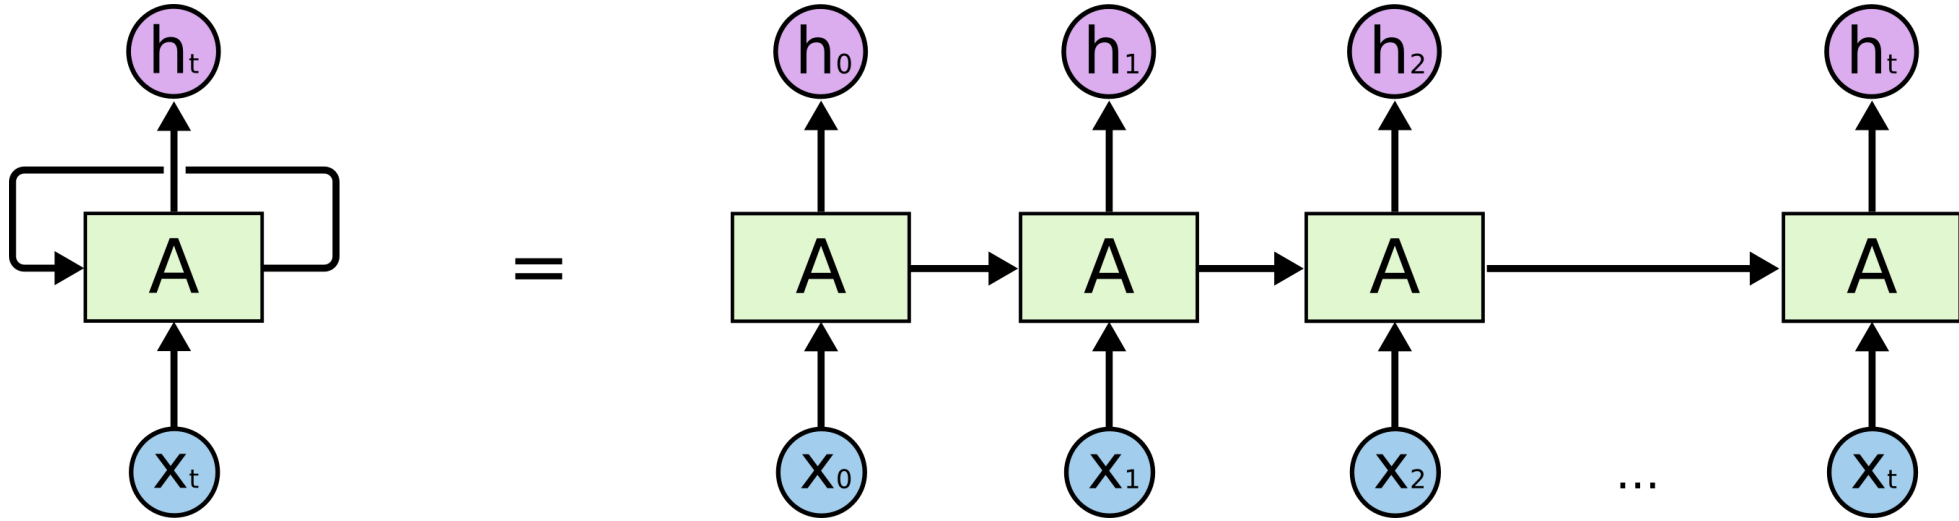 hₜ h₀ h₁ h₂ hₜ
A = A A A A
xₜ x₀ x₁ x₂ ... xₜ